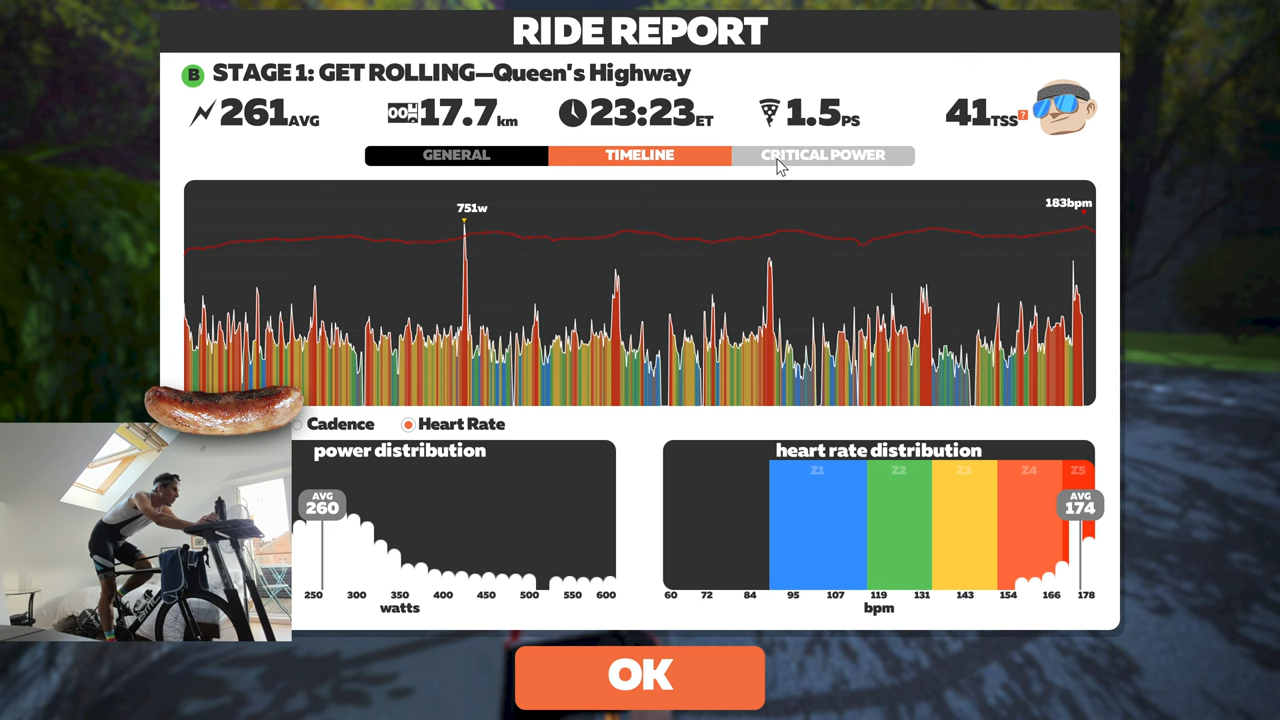 RIDE REPORT
B STAGE 1: GET ROLLING—Queen's Highway
261AVG 17.7km 23:23ET 1.5PS 41TSS?
GENERAL TIMELINE CRITICAL POWER
751w
183bpm
Cadence Heart Rate
power distribution
AVG
260
250 300 350 400 450 500 550 600
watts
heart rate distribution
Z1 Z2 Z3 Z4 Z5
AVG
174
60 72 84 95 107 119 131 143 154 166 178
bpm
OK